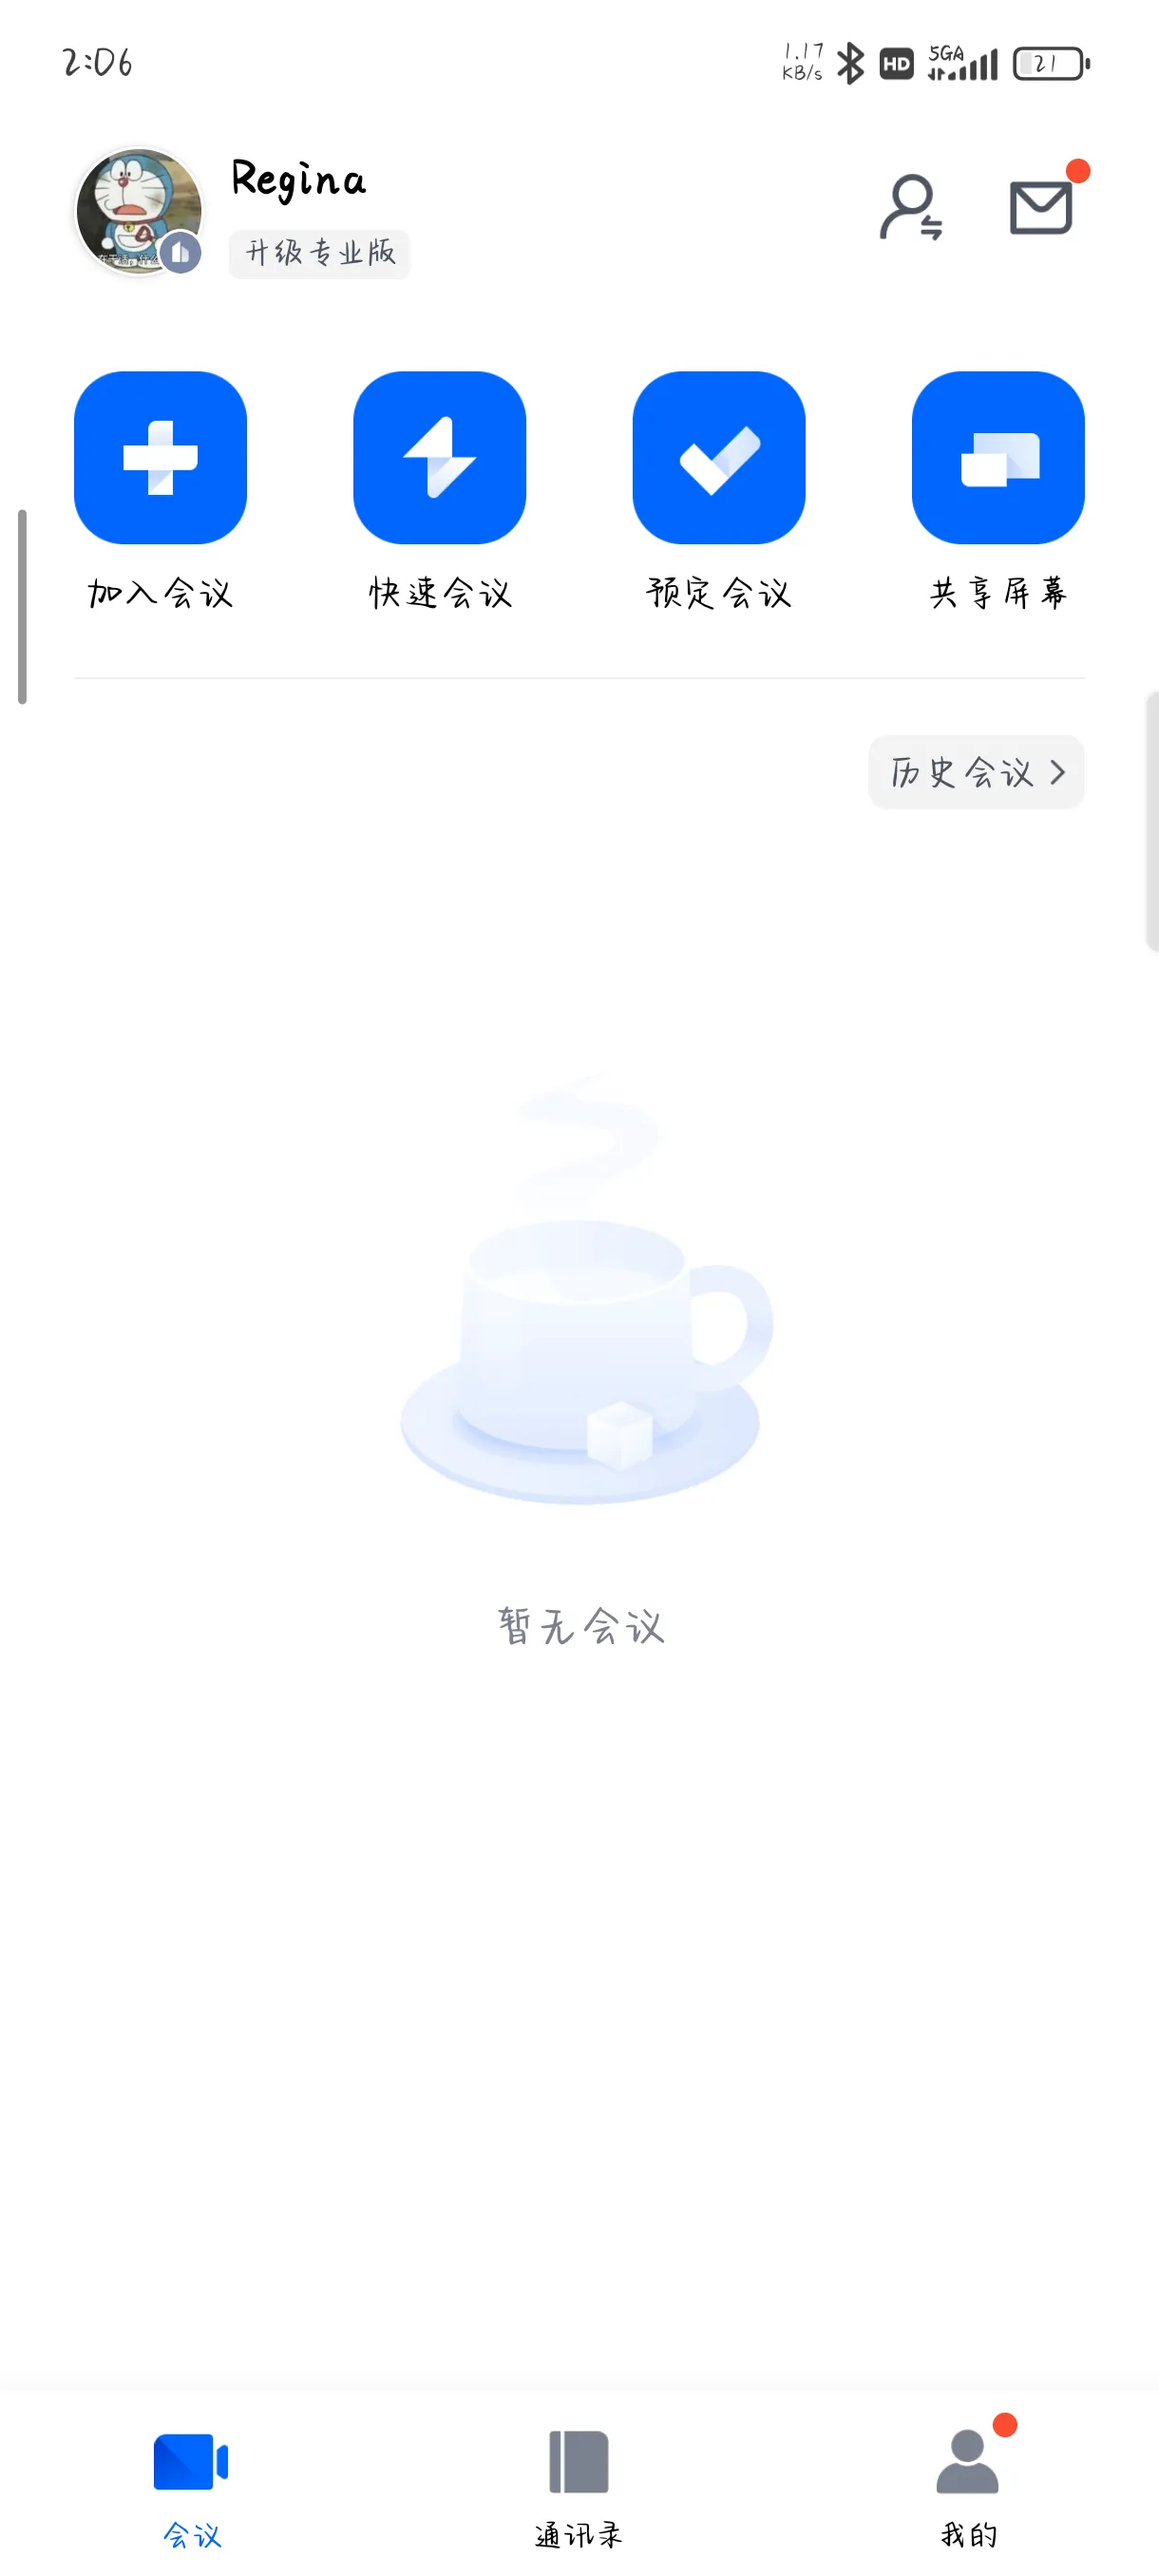 2:06
1.17
KB/s
HD
5GA
21
Regina
升级专业版
加入会议
快速会议
预定会议
共享屏幕
历史会议
暂无会议
会议
通讯录
我的